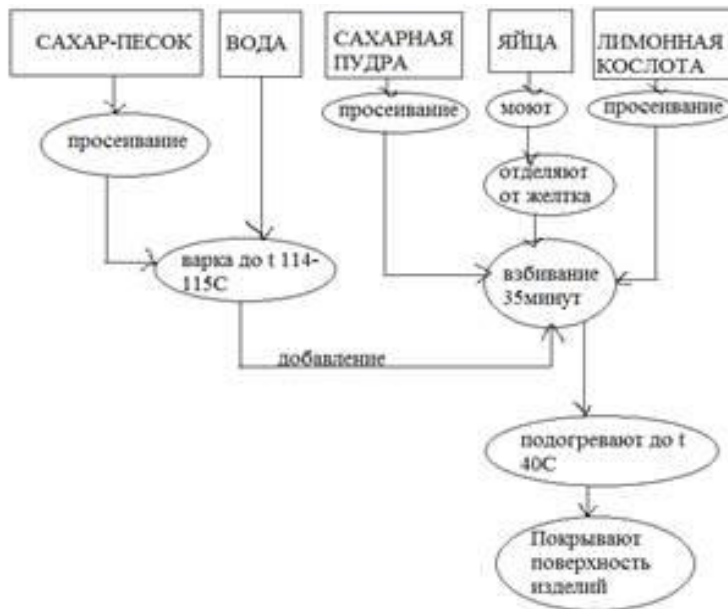 САХАР-ПЕСОК
ВОДА
САХАРНАЯ
ПУДРА
ЯЙЦА
ЛИМОННАЯ
КОСЛОТА
просеивание
просеивание
моют
просеивание
отделяют
от желтка
варка до t 114-
115С
взбивание
35минут
добавление
подогревают до t
40С
Покрывают
поверхность
изделий